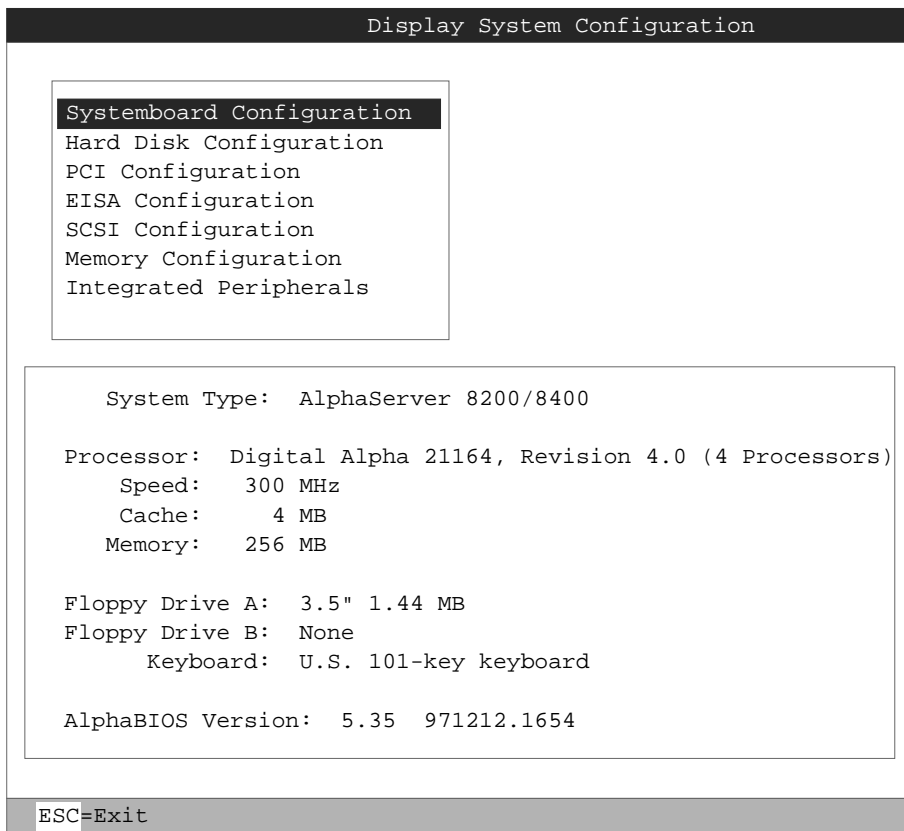 Display System Configuration
Systemboard Configuration
Hard Disk Configuration
PCI Configuration
EISA Configuration
SCSI Configuration
Memory Configuration
Integrated Peripherals
System Type: AlphaServer 8200/8400
Processor: Digital Alpha 21164, Revision 4.0 (4 Processors)
Speed: 300 MHz
Cache: 4 MB
Memory: 256 MB
Floppy Drive A: 3.5" 1.44 MB
Floppy Drive B: None
Keyboard: U.S. 101-key keyboard
AlphaBIOS Version: 5.35 971212.1654
ESC=Exit